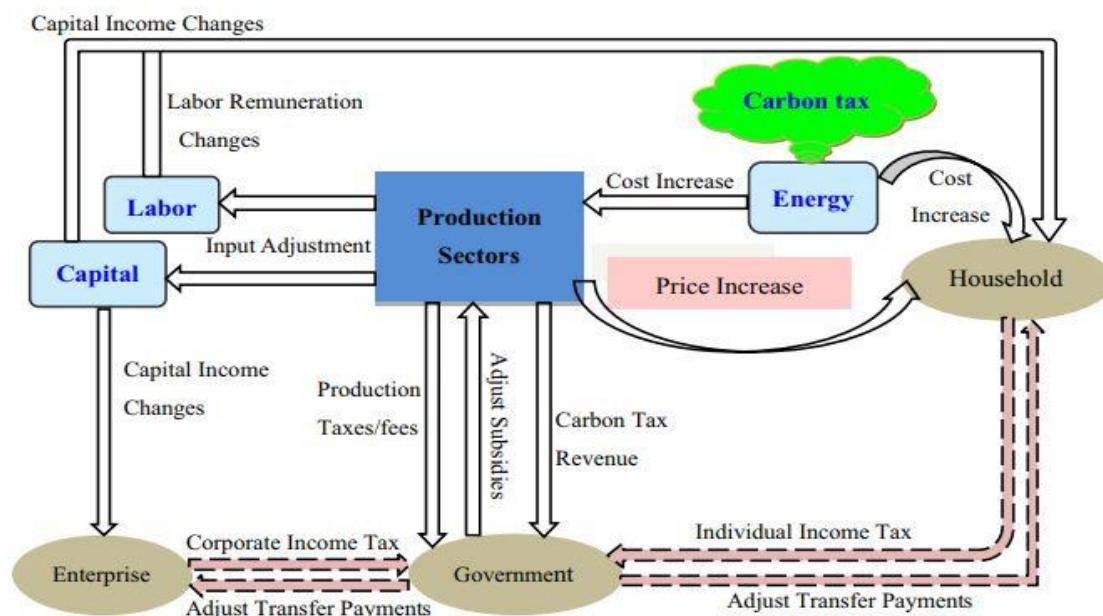 Capital Income Changes
Labor Remuneration
Changes
Carbon tax
Cost Increase
Energy
Cost
Increase
Labor
Production
Sectors
Input Adjustment
Capital
Price Increase
Household
Capital Income
Changes
Production
Taxes/fees
Adjust Subsidies
Carbon Tax
Revenue
Corporate Income Tax
Individual Income Tax
Enterprise
Government
Adjust Transfer Payments
Adjust Transfer Payments